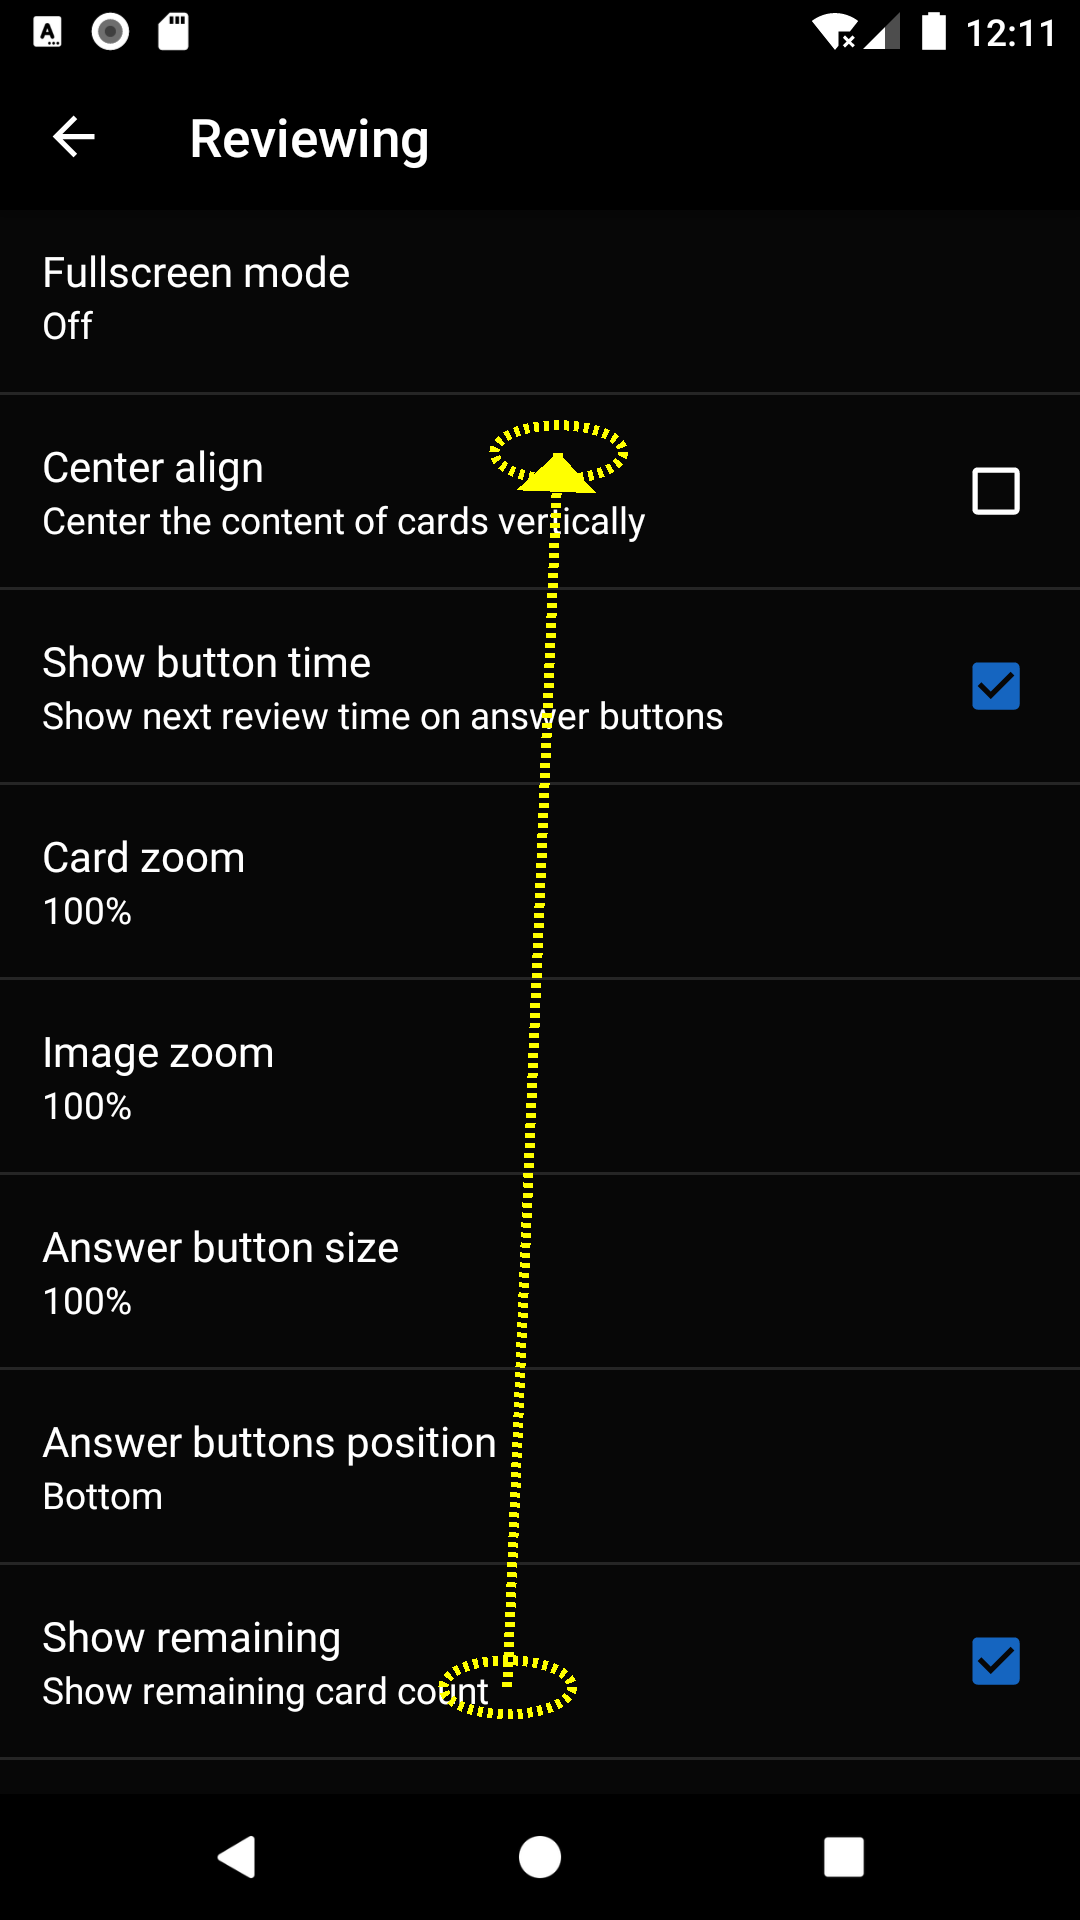 12:11
Reviewing
Fullscreen mode
Off
Center align
Center the content of cards vertically
Show button time
Show next review time on answer buttons
Card zoom
100%
Image zoom
100%
Answer button size
100%
Answer buttons position
Bottom
Show remaining
Show remaining card count